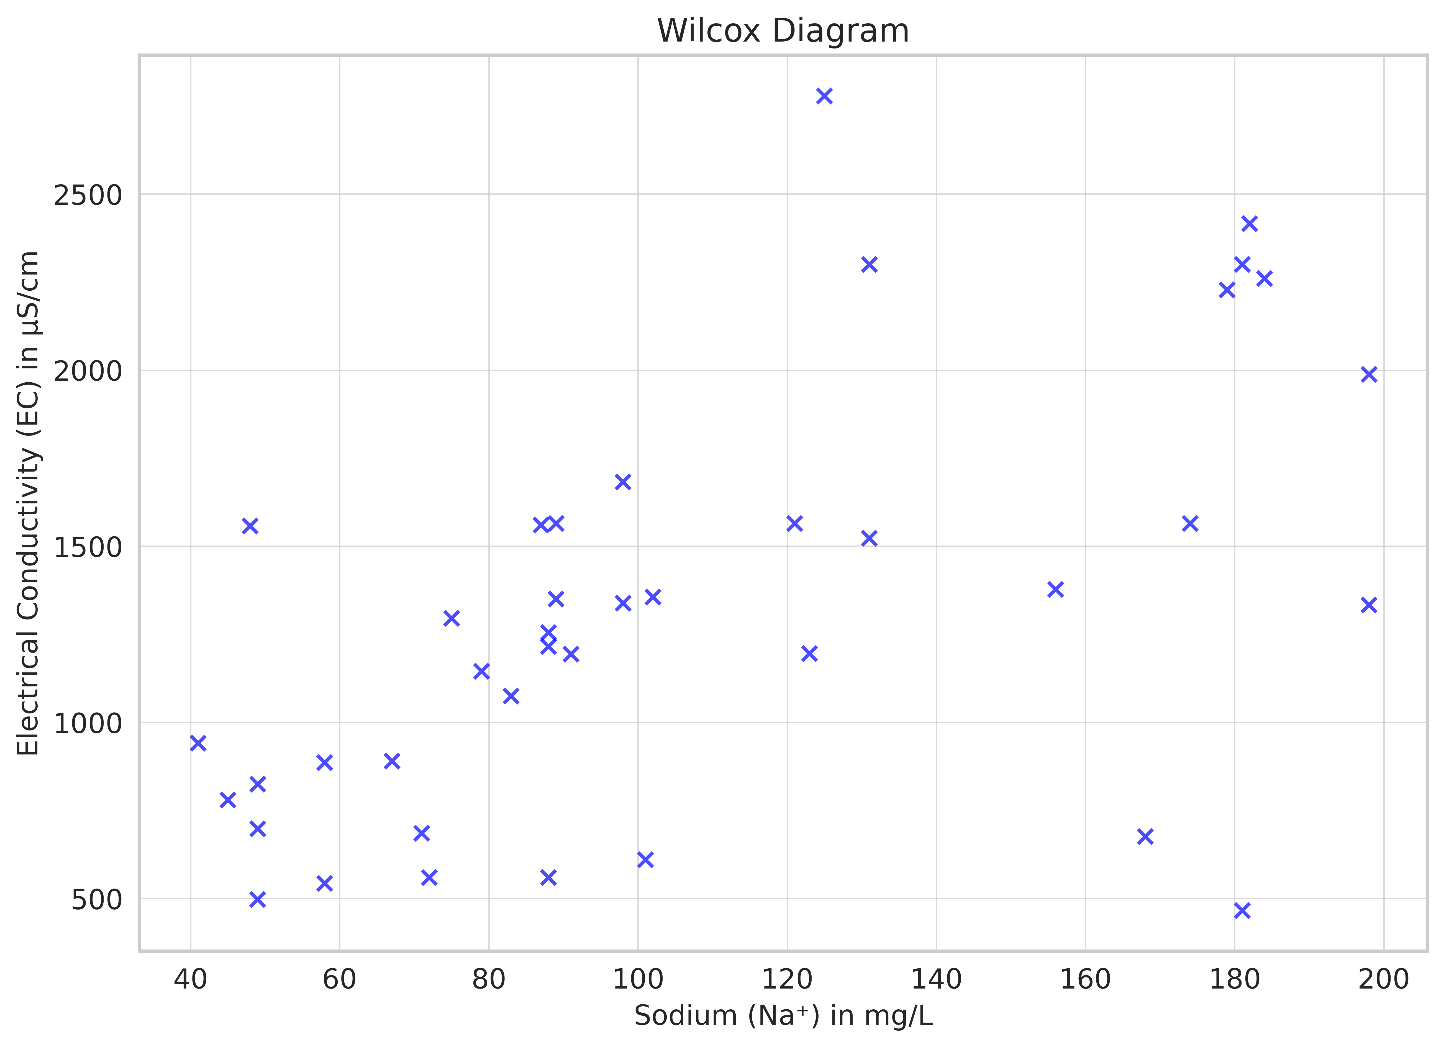 Wilcox Diagram
Electrical Conductivity (EC) in µS/cm
2500
2000
1500
1000
500
40 60 80 100 120 140 160 180 200
Sodium (Na⁺) in mg/L